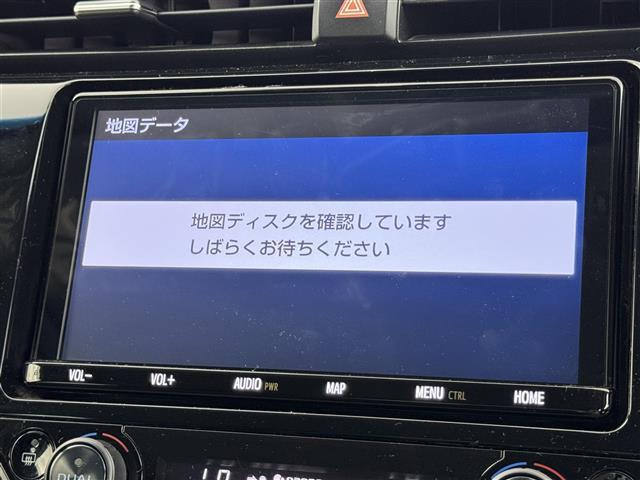 地図データ
地図ディスクを確認しています
しばらくお待ちください
VOL- VOL+ AUDIO PWR MAP MENU CTRL HOME
DUAL